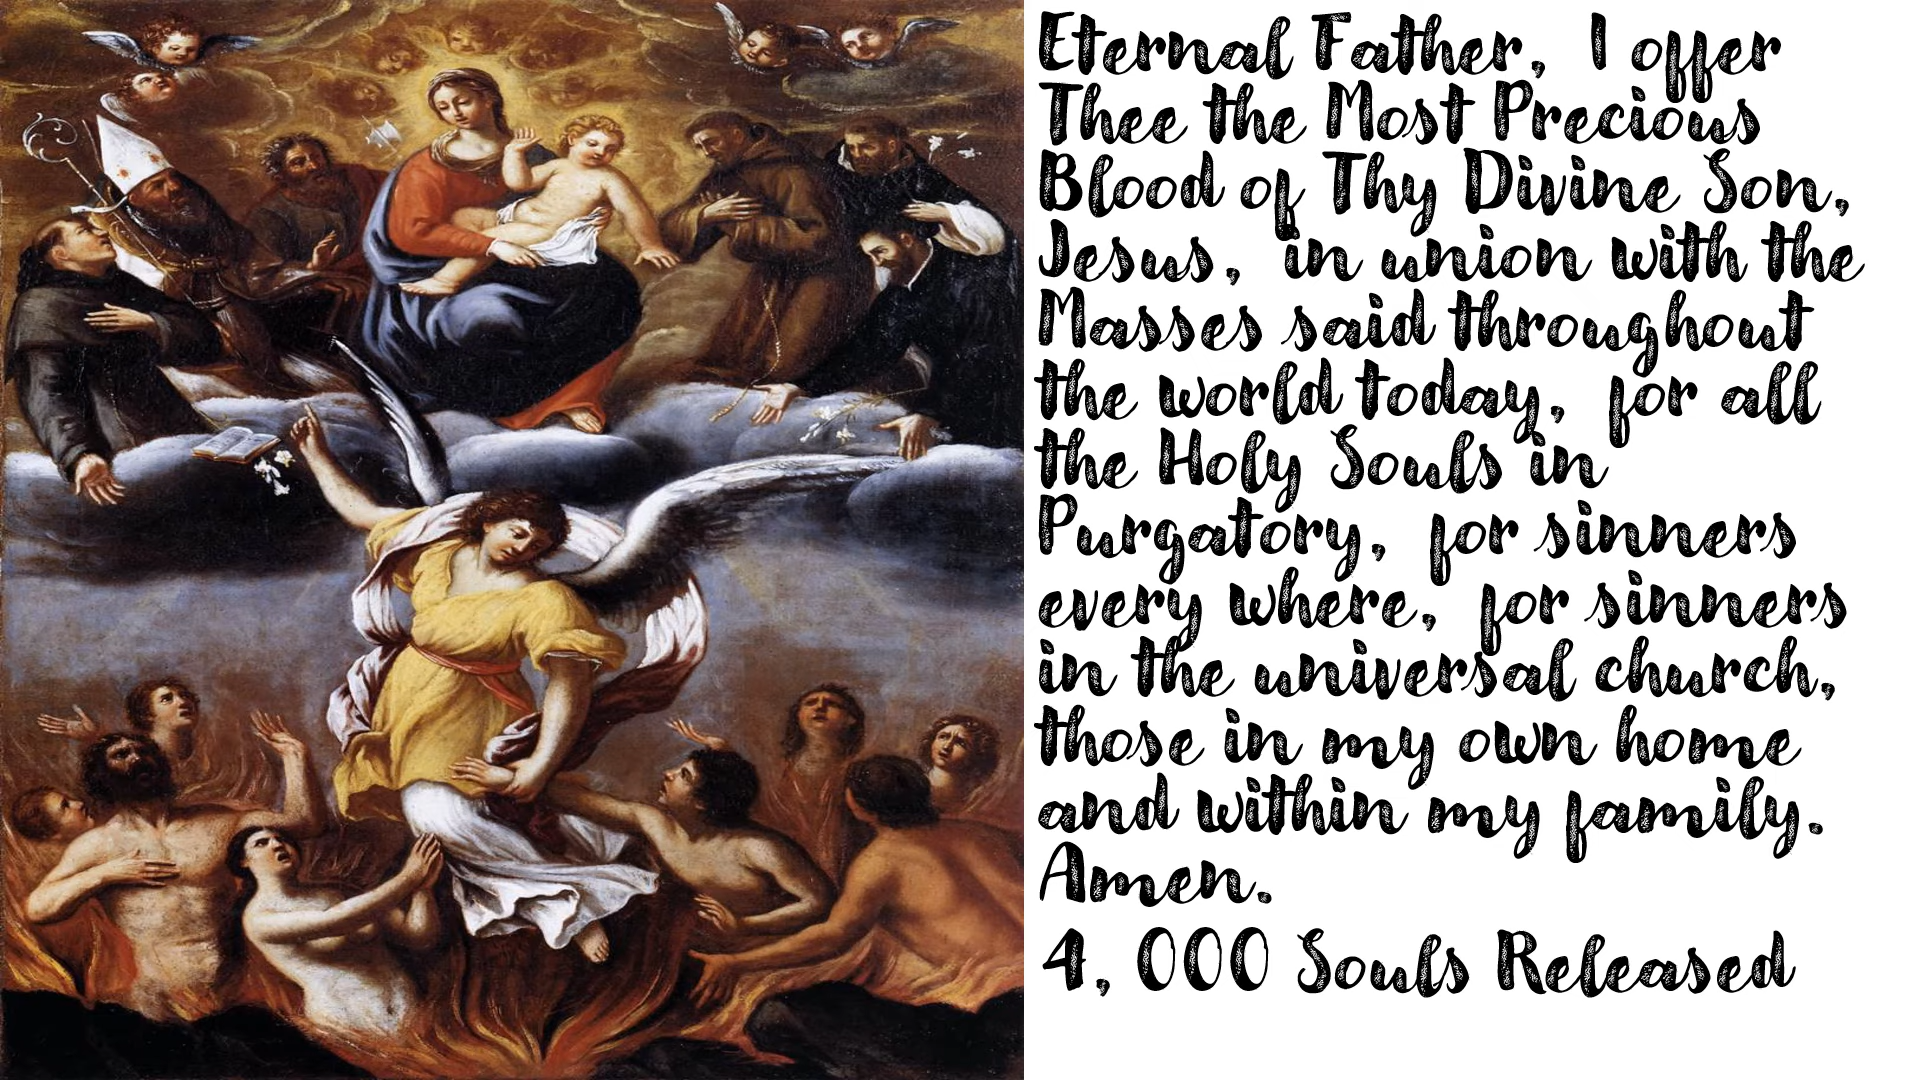 Eternal Father, I offer
Thee the Most Precious
Blood of Thy Divine Son,
Jesus, in union with the
Masses said throughout
the world today, for all
the Holy Souls in
Purgatory, for sinners
every where, for sinners
in the universal church,
those in my own home
and within my family.
Amen.
4, 000 Souls Released